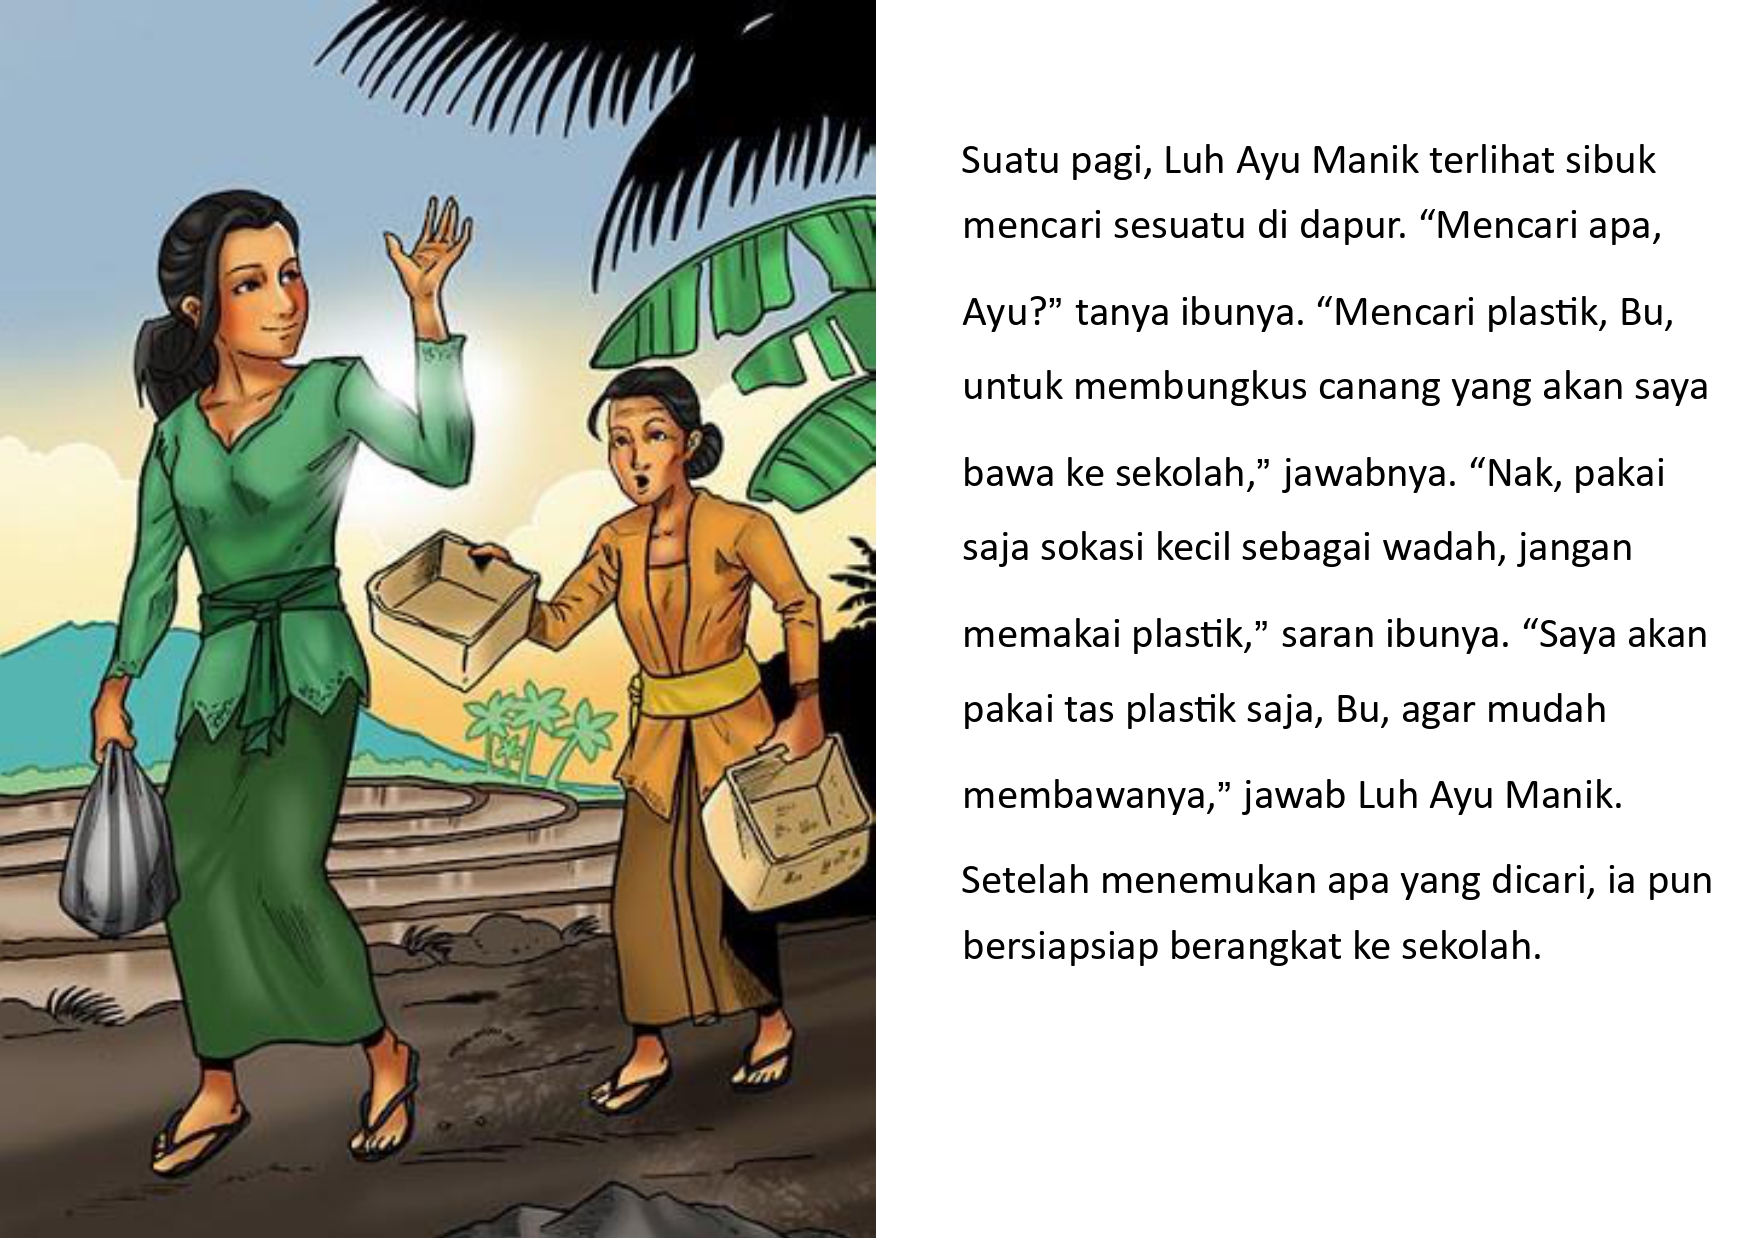 Suatu pagi, Luh Ayu Manik terlihat sibuk
mencari sesuatu di dapur. “Mencari apa,
Ayu?” tanya ibunya. “Mencari plastik, Bu,
untuk membungkus canang yang akan saya
bawa ke sekolah,” jawabnya. “Nak, pakai
saja sokasi kecil sebagai wadah, jangan
memakai plastik,” saran ibunya. “Saya akan
pakai tas plastik saja, Bu, agar mudah
membawanya,” jawab Luh Ayu Manik.
Setelah menemukan apa yang dicari, ia pun
bersiapsiap berangkat ke sekolah.